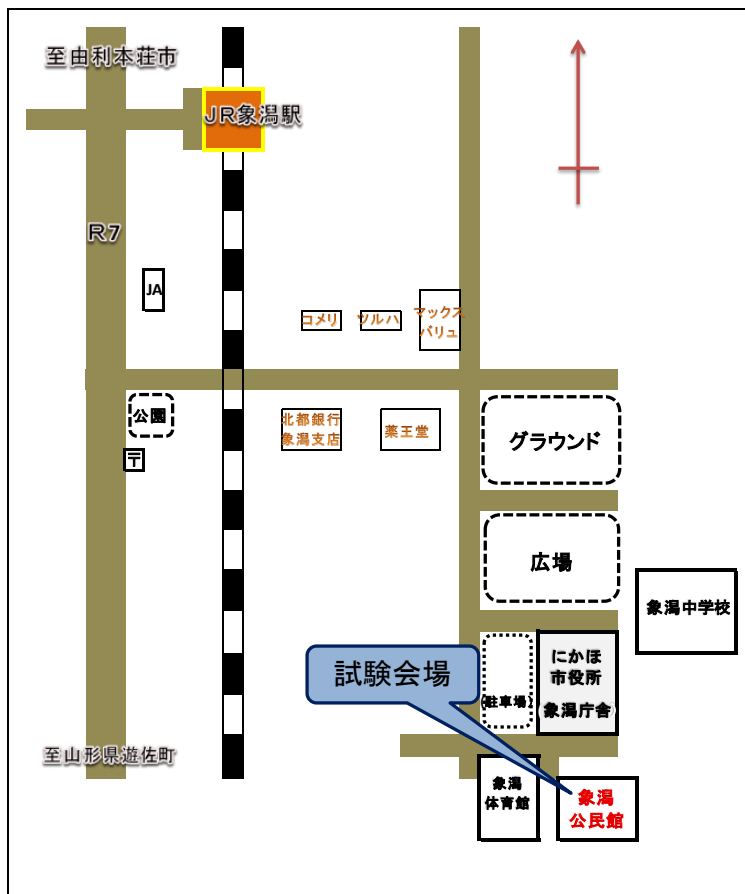 至由利本荘市
JR象潟駅
R7
JA
コメリ
ツルハ
マックス
バリュ
公園
〒
北都銀行
象潟支店
薬王堂
グラウンド
広場
象潟中学校
試験会場
(駐車場)
にかほ
市役所
(象潟庁舎)
至山形県遊佐町
象潟
体育館
象潟
公民館